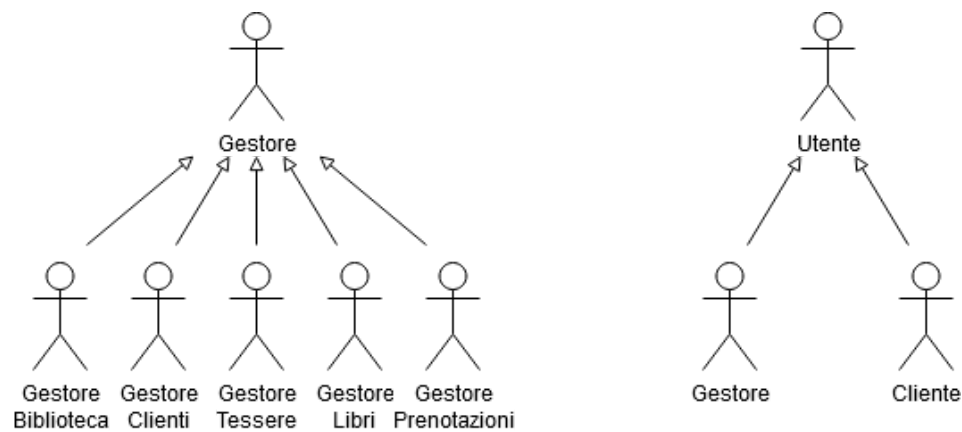 Gestore
Utente
Gestore
Biblioteca
Gestore
Clienti
Gestore
Tessere
Gestore
Libri
Gestore
Prenotazioni
Gestore
Cliente